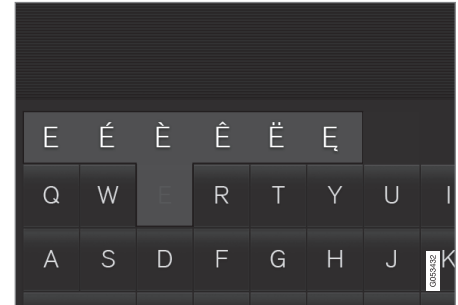 E É È Ê Ë Ę
Q W E R T Y U I
A S D F G H J K
G053432